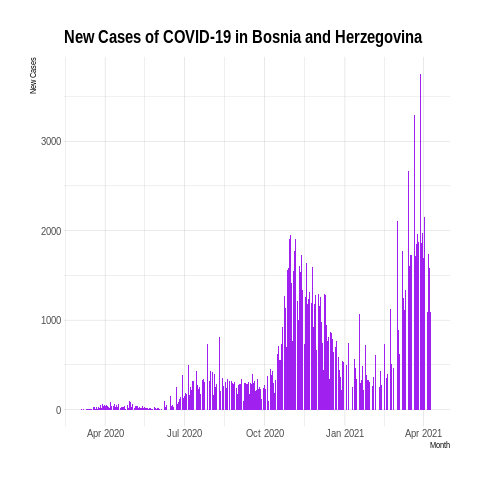 New Cases of COVID-19 in Bosnia and Herzegovina
New Cases
3000
2000
1000
0
Apr 2020 Jul 2020 Oct 2020 Jan 2021 Apr 2021
Month